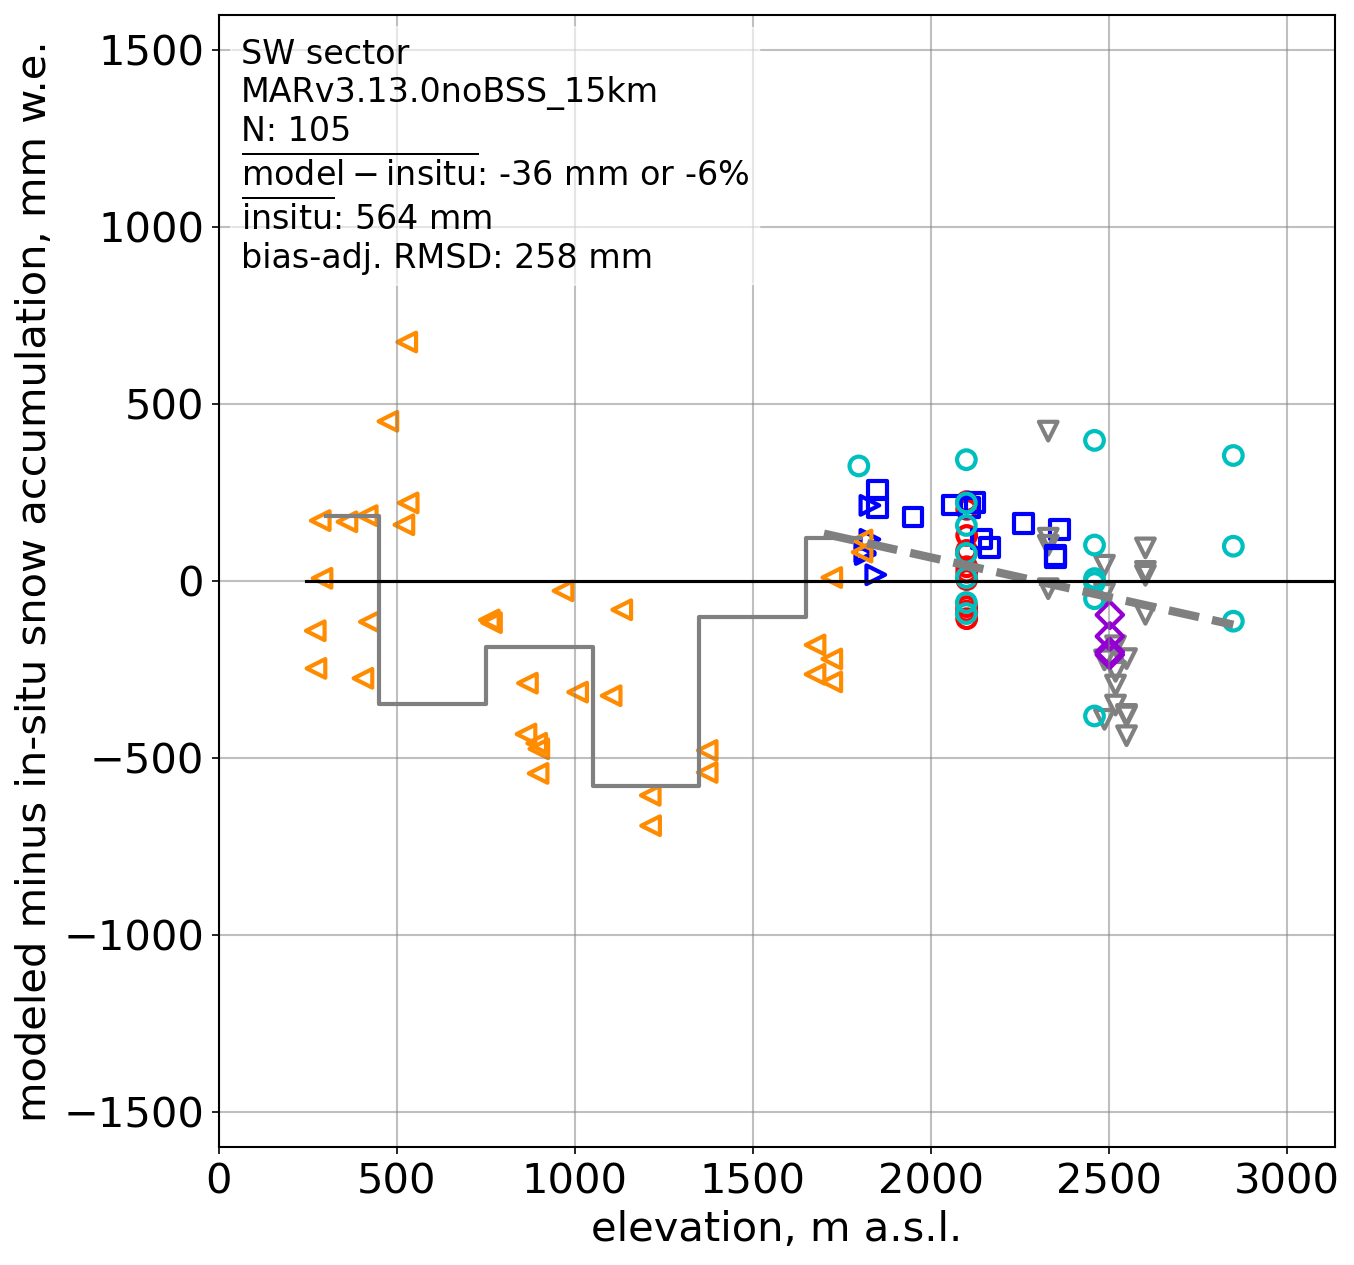 SW sector
MARv3.13.0noBSS_15km
N: 105
model − insitu: -36 mm or -6%
insitu: 564 mm
bias-adj. RMSD: 258 mm
modeled minus in-situ snow accumulation, mm w.e.
1500
1000
500
0
−500
−1000
−1500
0 500 1000 1500 2000 2500 3000
elevation, m a.s.l.